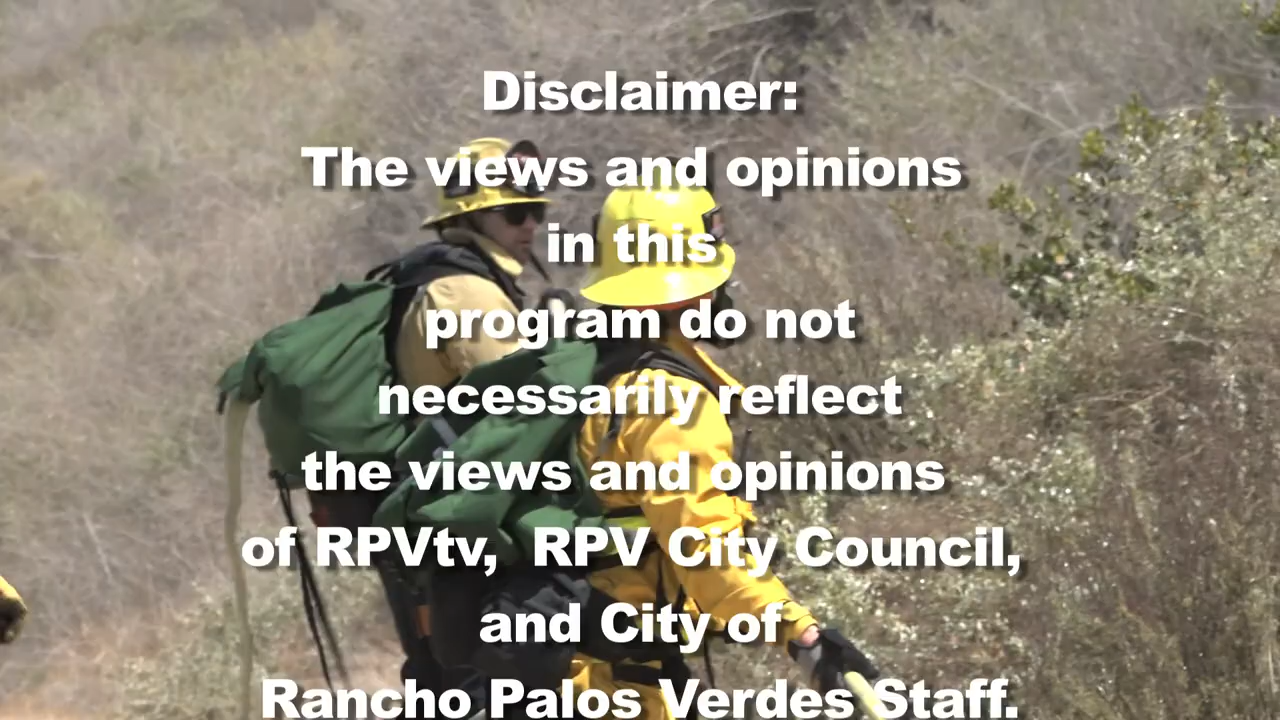 Disclaimer:
The views and opinions
in this
program do not
necessarily reflect
the views and opinions
of RPVtv,  RPV City Council,
and City of
Rancho Palos Verdes Staff.